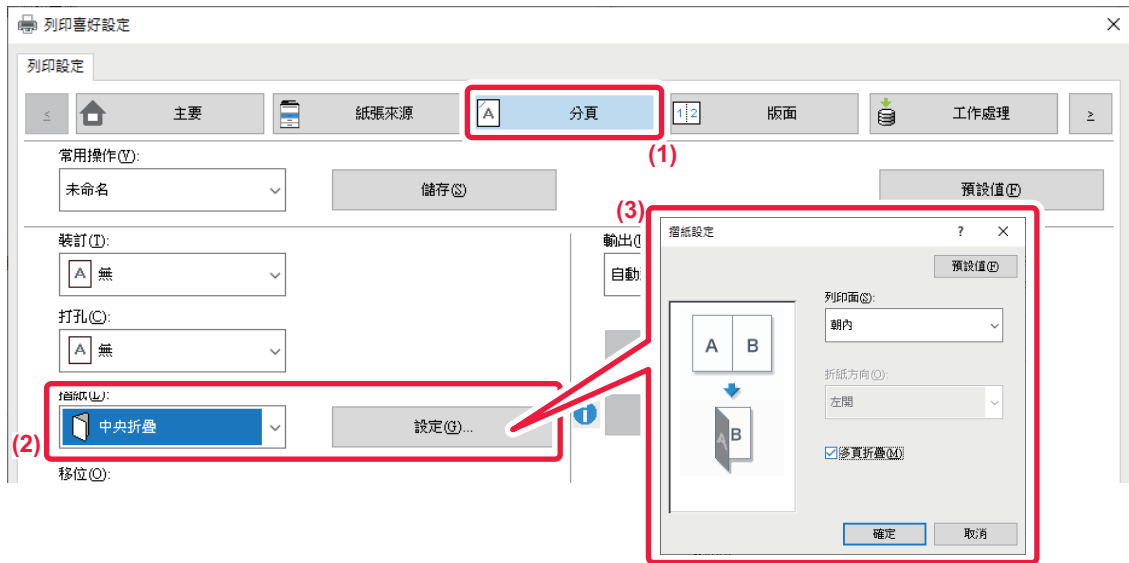 列印喜好設定
列印設定
主要
紙張來源
分頁
版面
工作處理
(1)
常用操作(V):
未命名
儲存(S)
預設值(F)
(3)
裝訂(T):
無
打孔(C):
無
摺紙(L):
中央折疊
設定(G)...
(2)
移位(O):
輸出(
自動
摺紙設定
預設值(F)
A B
A B
列印面(S):
朝內
折紙方向(O):
左開
多頁折疊(M)
確定
取消